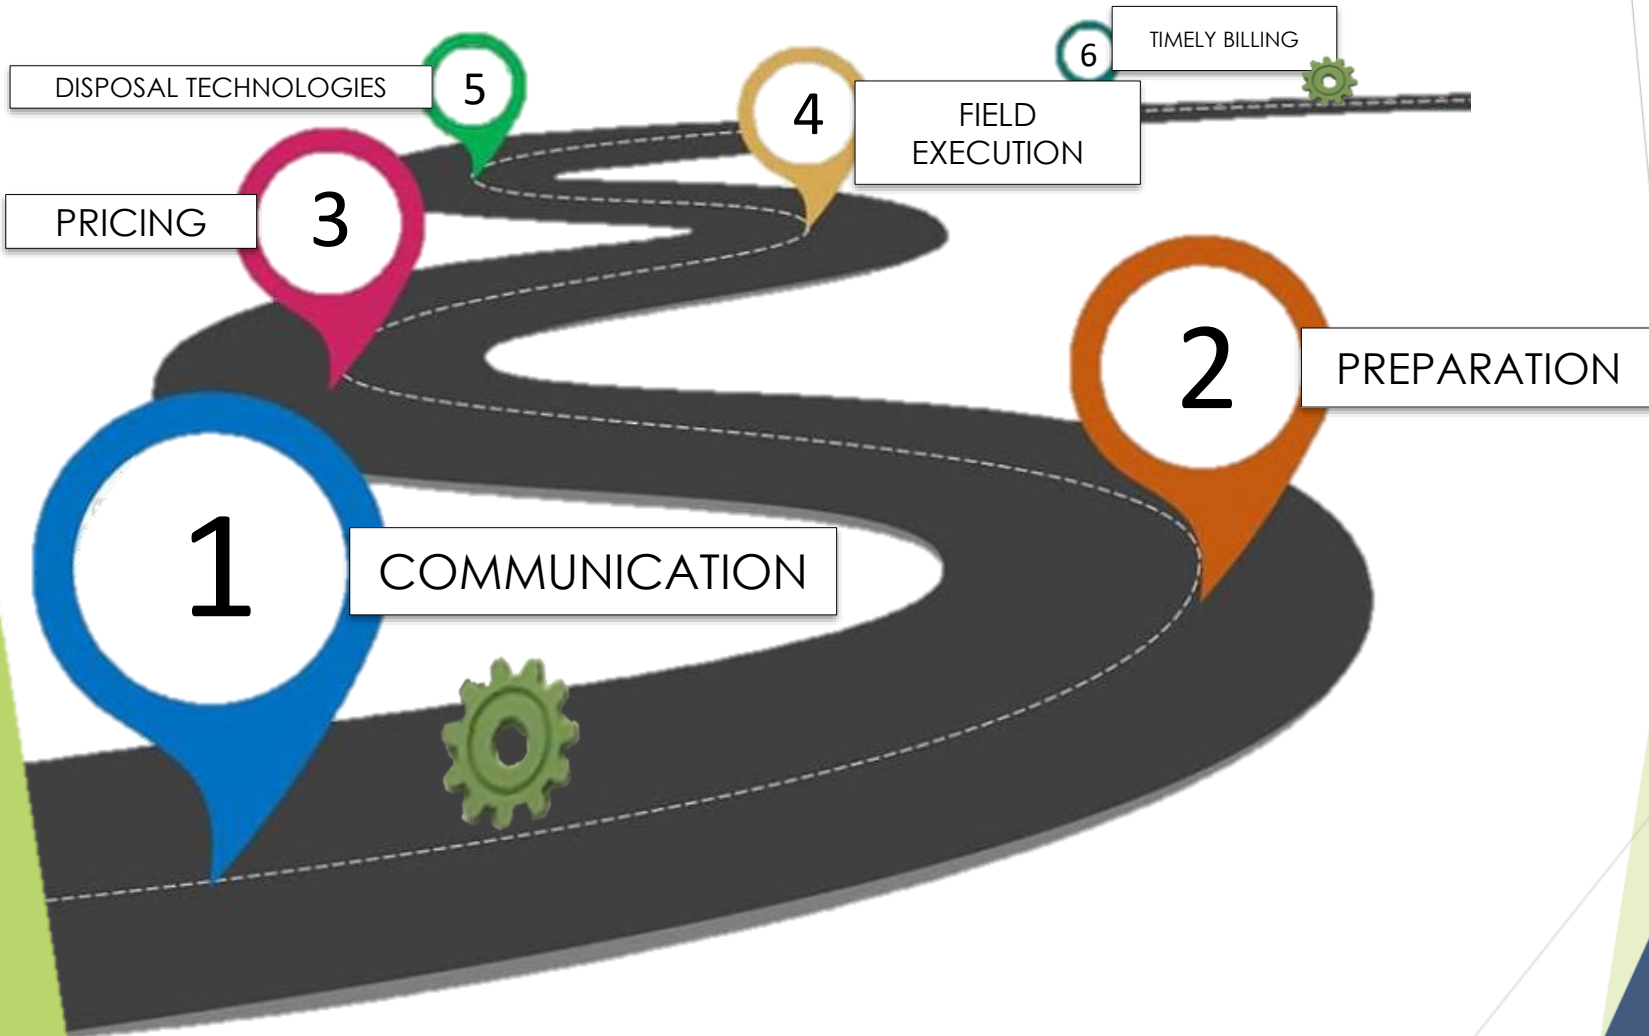 1
COMMUNICATION
2
PREPARATION
3
PRICING
4
FIELD
EXECUTION
5
DISPOSAL TECHNOLOGIES
6
TIMELY BILLING